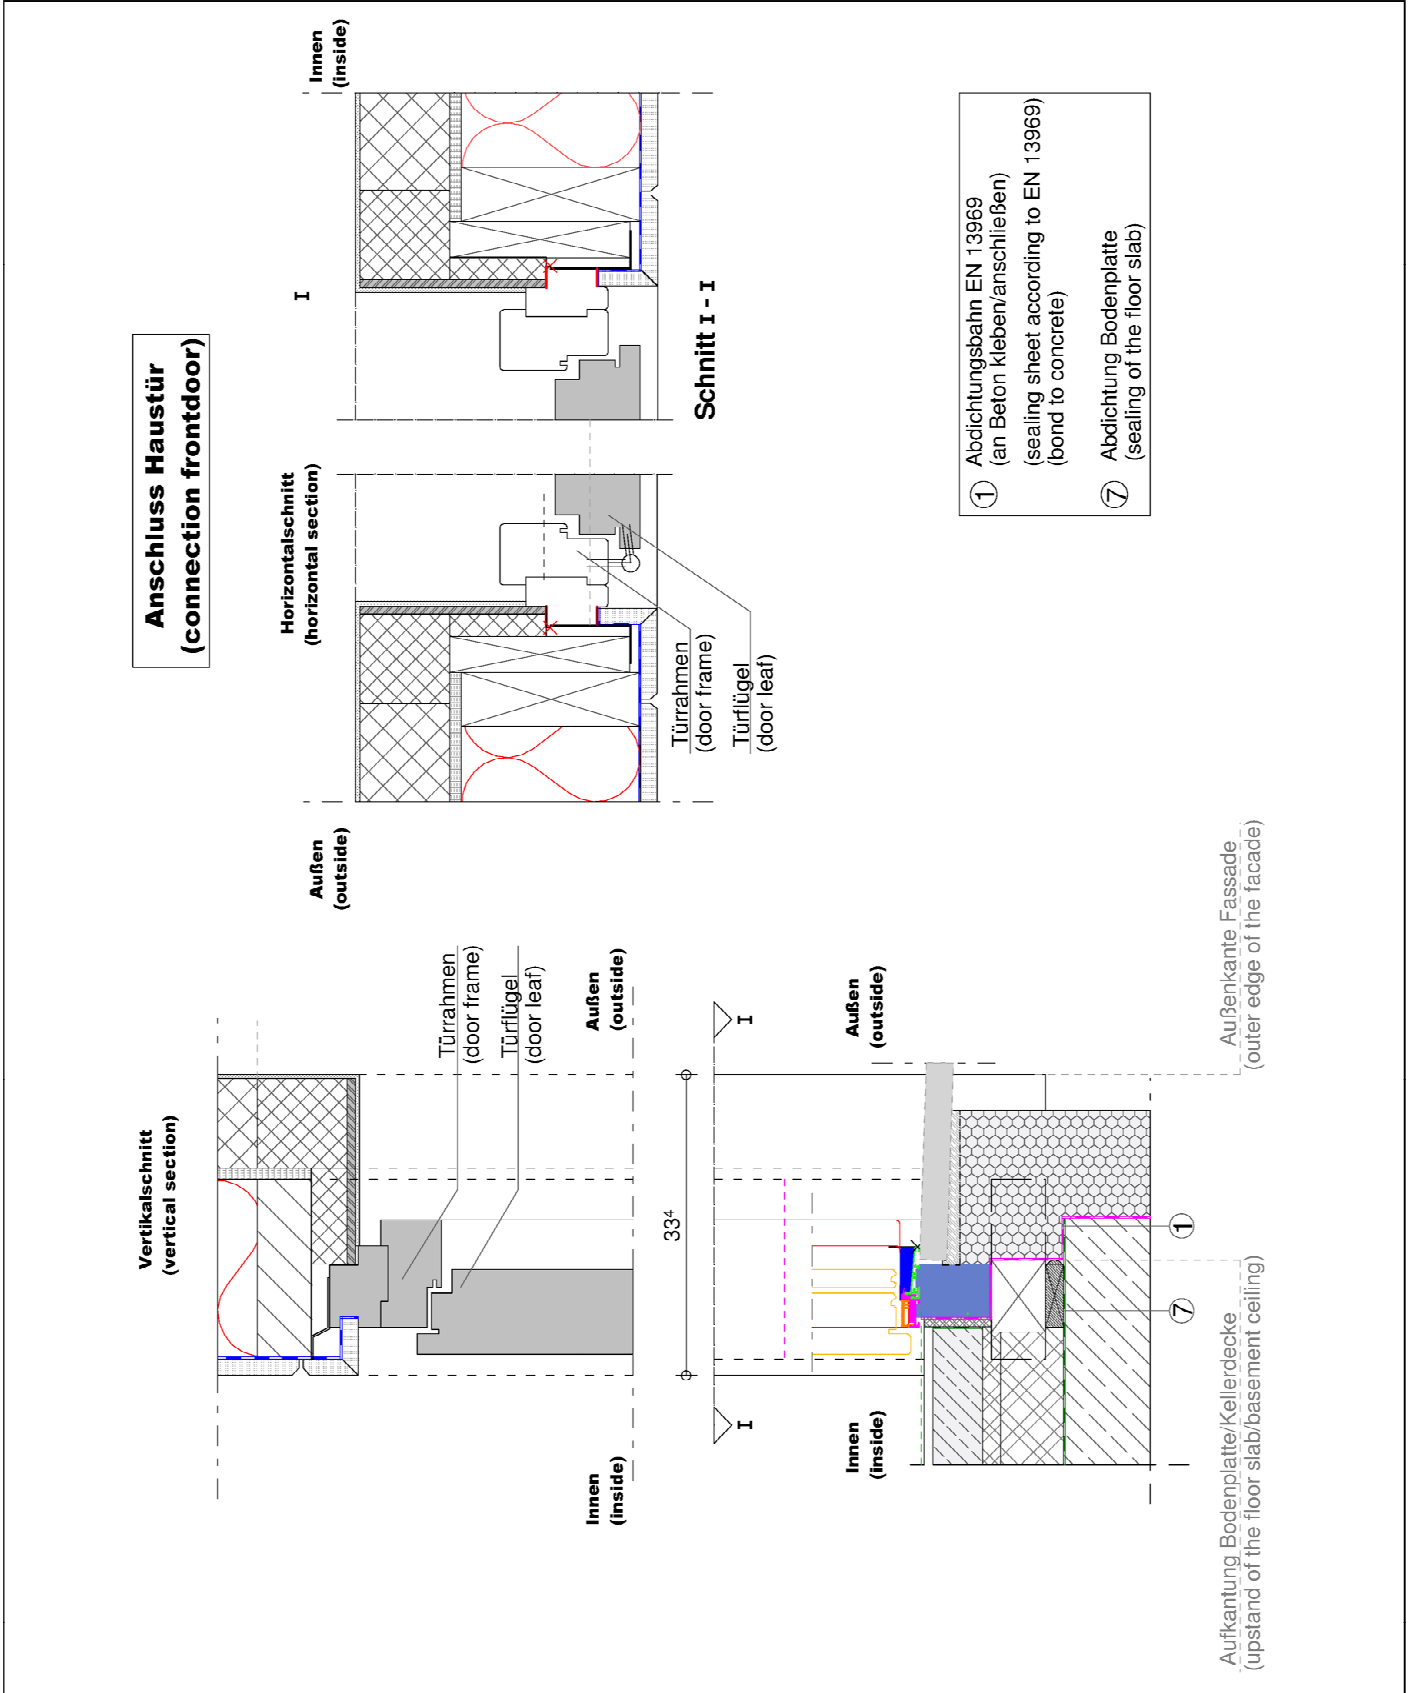 Anschluss Haustür
(connection frontdoor)
Vertikalschnitt
(vertical section)
Horizontalschnitt
(horizontal section)
Außen
(outside)
Innen
(inside)
I
Türrahmen
(door frame)
Türflügel
(door leaf)
Türrahmen
(door frame)
Türflügel
(door leaf)
Innen
(inside)
Außen
(outside)
Schnitt I - I
33⁴
I
I
Innen
(inside)
Außen
(outside)
1
7
1 Abdichtungsbahn EN 13969
(an Beton kleben/anschließen)
(sealing sheet according to EN 13969)
(bond to concrete)
7 Abdichtung Bodenplatte
(sealing of the floor slab)
Aufkantung Bodenplatte/Kellerdecke
(upstand of the floor slab/basement ceiling)
Außenkante Fassade
(outer edge of the facade)